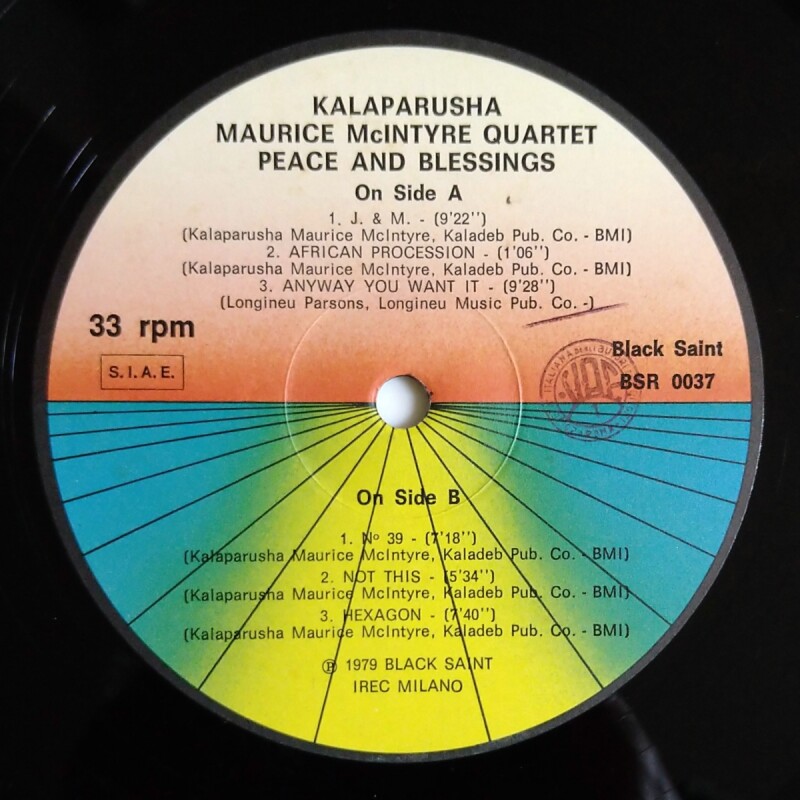 KALAPARUSHA
MAURICE McINTYRE QUARTET
PEACE AND BLESSINGS
On Side A
1. J. & M. - (9'22'')
(Kalaparusha Maurice McIntyre, Kaladeb Pub. Co. - BMI)
2. AFRICAN PROCESSION - (1'06'')
(Kalaparusha Maurice McIntyre, Kaladeb Pub. Co. - BMI)
3. ANYWAY YOU WANT IT - (9'28'')
(Longineu Parsons, Longineu Music Pub. Co. -)
33 rpm
S.I.A.E.
Black Saint
BSR 0037
On Side B
1. Nº 39 - (7'18'')
(Kalaparusha Maurice McIntyre, Kaladeb Pub. Co. - BMI)
2. NOT THIS - (5'34'')
(Kalaparusha Maurice McIntyre, Kaladeb Pub. Co. - BMI)
3. HEXAGON - (7'40'')
(Kalaparusha Maurice McIntyre, Kaladeb Pub. Co. - BMI)
℗ 1979 BLACK SAINT
IREC MILANO